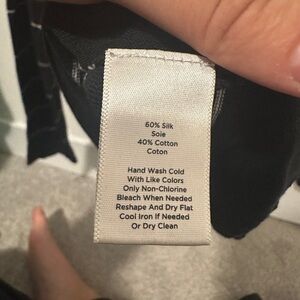 60% Silk
Soie
40% Cotton
Coton
Hand Wash Cold
With Like Colors
Only Non-Chlorine
Bleach When Needed
Reshape And Dry Flat
Cool Iron If Needed
Or Dry Clean